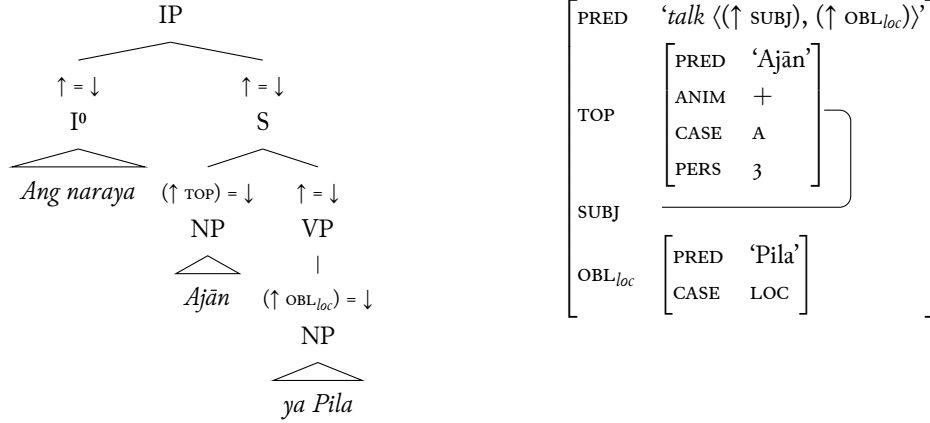 IP
↑ = ↓ ↑ = ↓
I⁰ S
Ang naraya (↑ TOP) = ↓ ↑ = ↓
NP VP
Ajān (↑ OBLloc) = ↓
NP
ya Pila
PRED ‘talk ⟨(↑ SUBJ), (↑ OBLloc)⟩’
TOP
PRED ‘Ajān’
ANIM +
CASE A
PERS 3
SUBJ
OBLloc
PRED ‘Pila’
CASE LOC